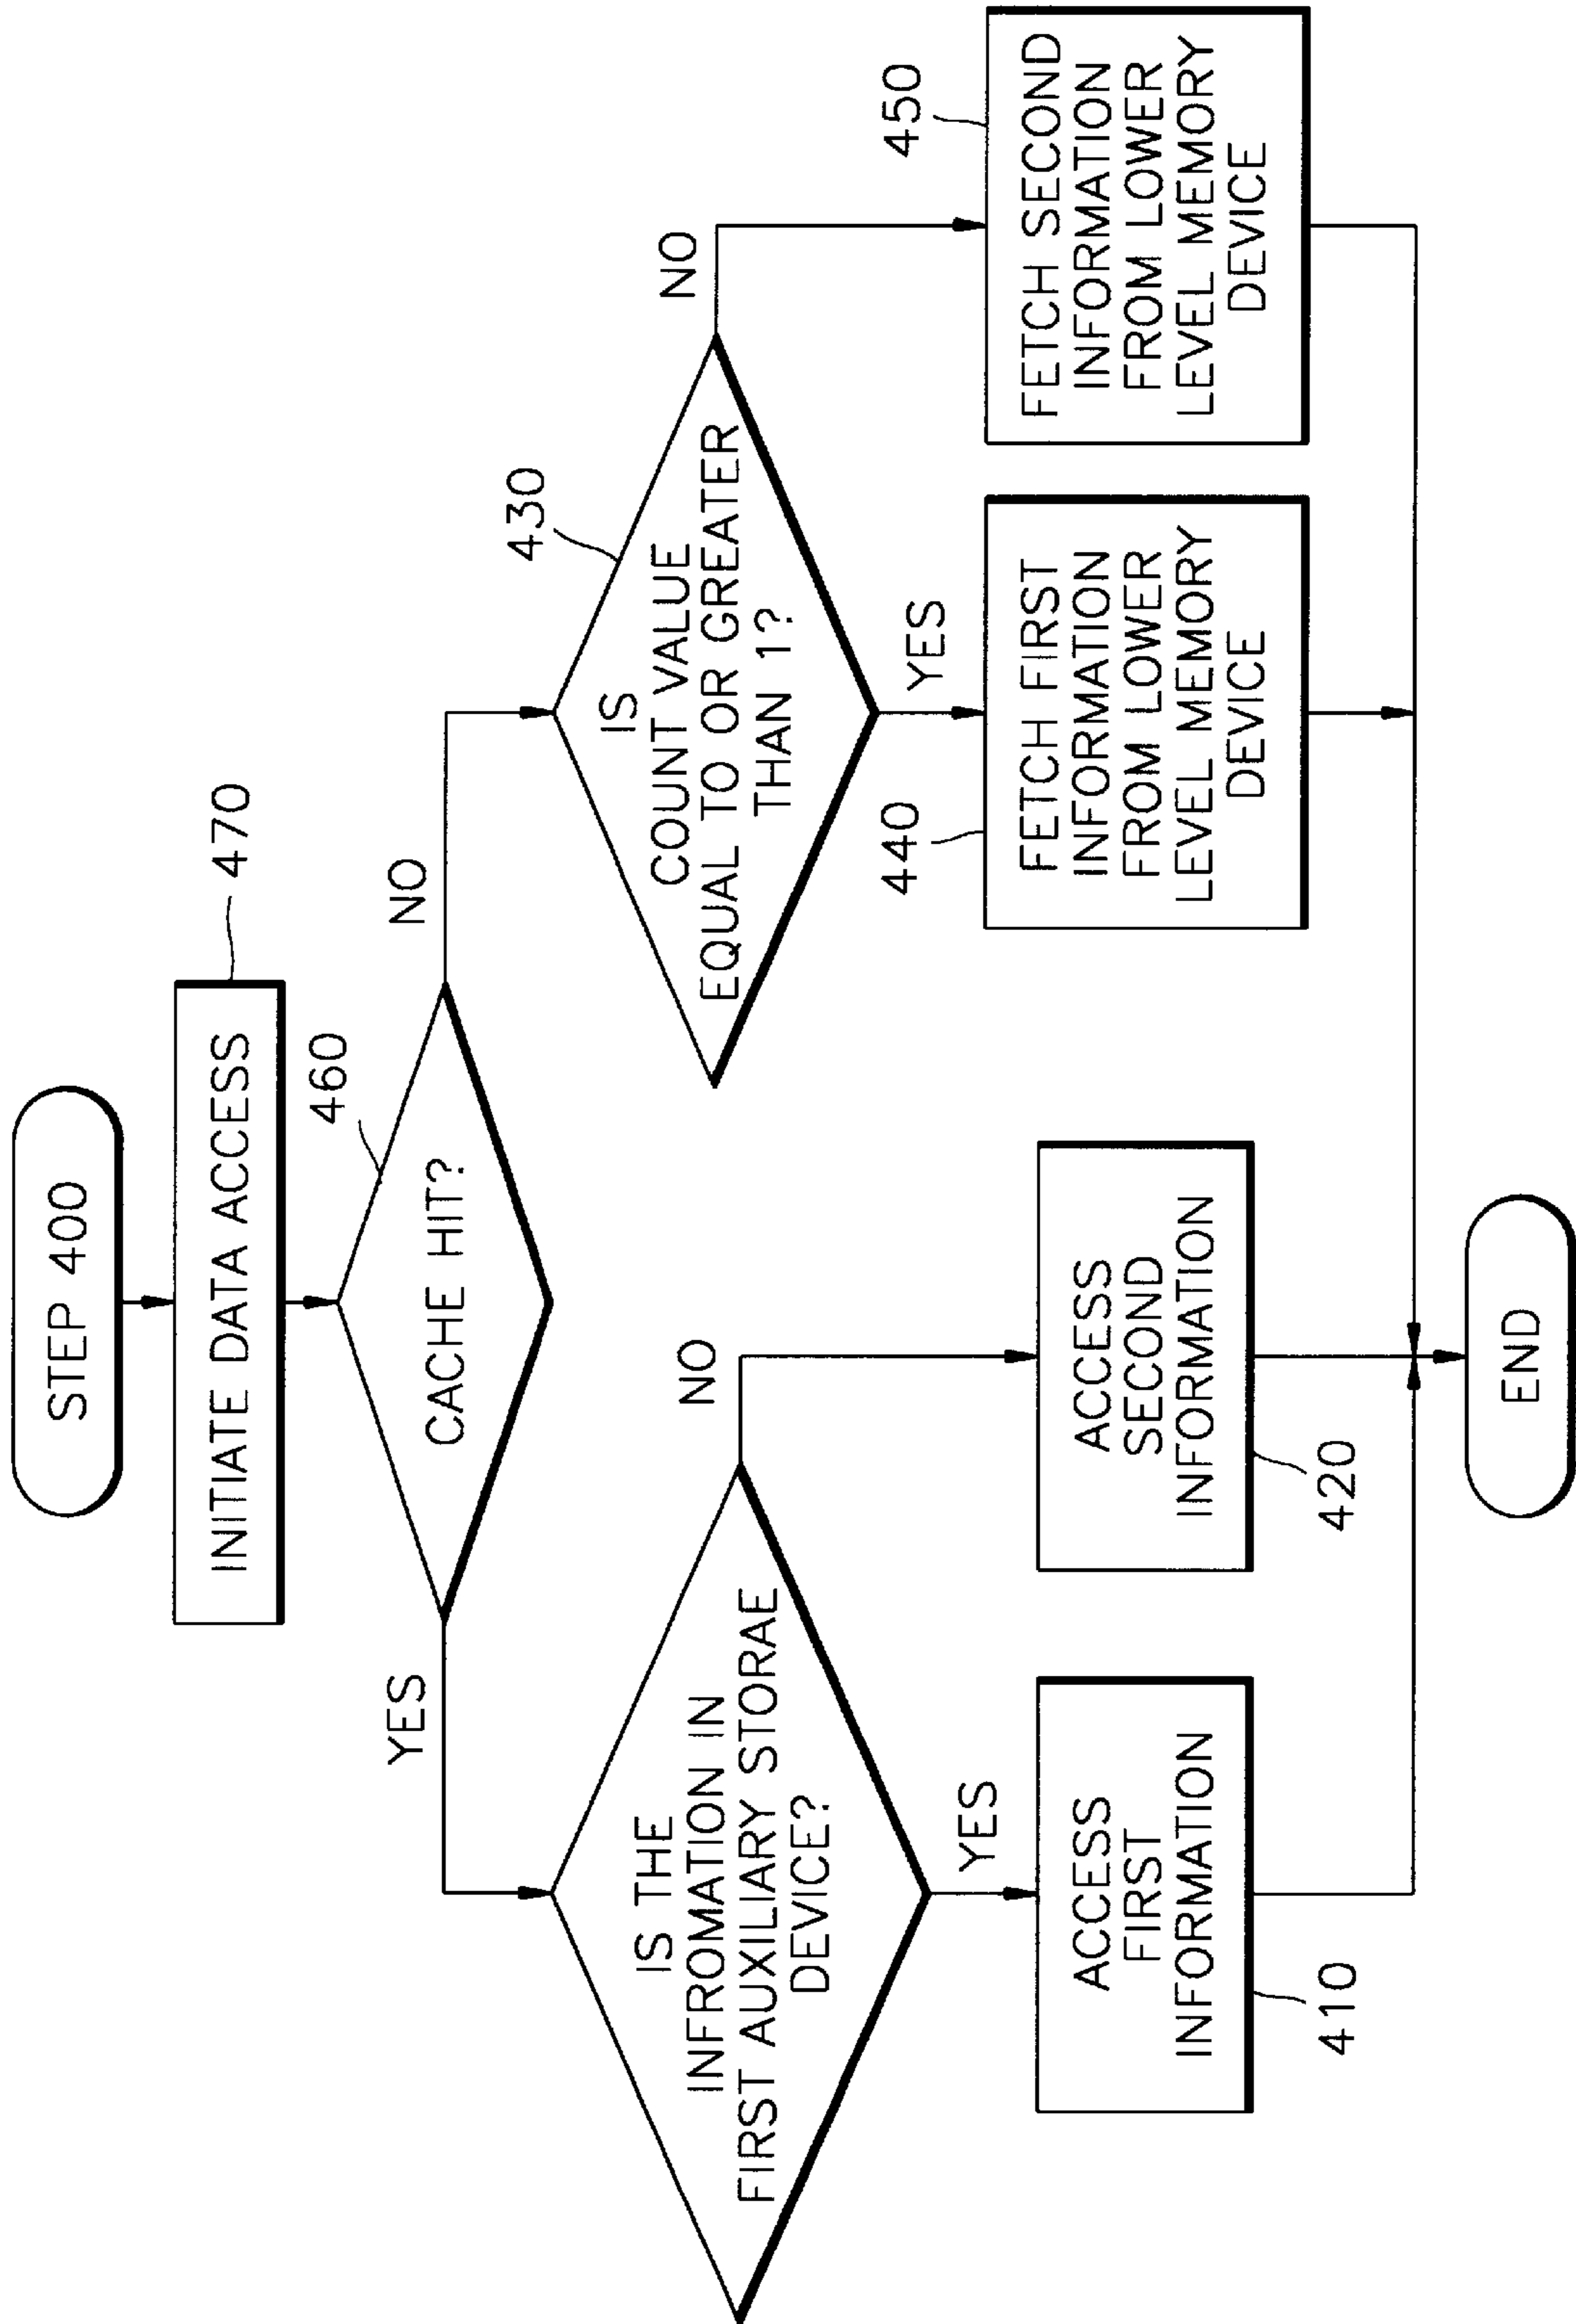 STEP 400
INITIATE DATA ACCESS
470
CACHE HIT?
460
YES
NO
IS THE
INFROMATION IN
FIRST AUXILIARY STORAE
DEVICE?
NO
YES
IS
COUNT VALUE
EQUAL TO OR GREATER
THAN 1?
430
NO
YES
ACCESS
FIRST
INFORMATION
410
ACCESS
SECOND
INFORMATION
420
440
FETCH FIRST
INFORMATION
FROM LOWER
LEVEL MEMORY
DEVICE
450
FETCH SECOND
INFORMATION
FROM LOWER
LEVEL MEMORY
DEVICE
END